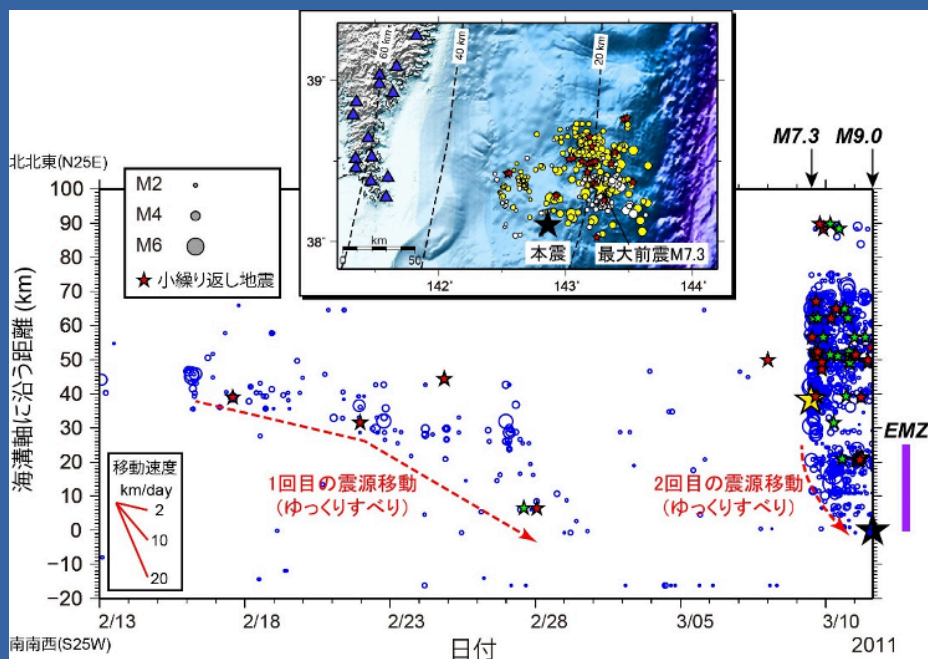 60 km
40 km
20 km
39°
38°
km
0
50
142°
143°
144°
本震
最大前震M7.3
M7.3
M9.0
北北東(N25E)
M2
M4
M6
小繰り返し地震
海溝軸に沿う距離(km)
100
90
80
70
60
50
40
30
20
10
0
−10
−20
移動速度
km/day
2
10
20
1回目の震源移動
(ゆっくりすべり)
2回目の震源移動
(ゆっくりすべり)
EMZ
2/13
2/18
2/23
2/28
3/05
3/10
南南西(S25W)
日付
2011